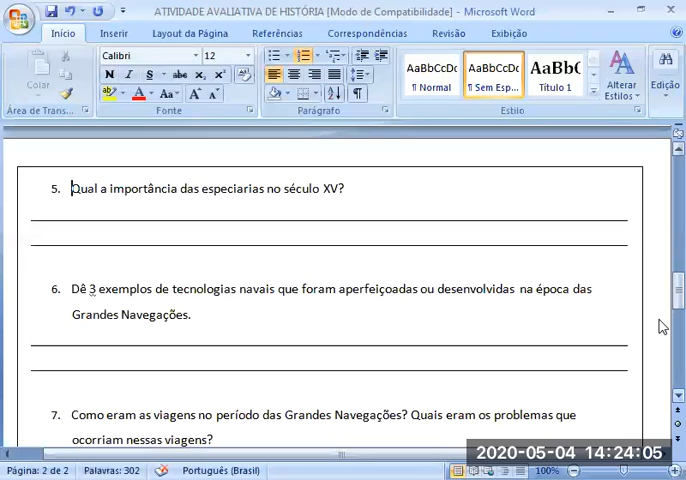 ATIVIDADE AVALIATIVA DE HISTÓRIA [Modo de Compatibilidade] - Microsoft Word
Início Inserir Layout da Página Referências Correspondências Revisão Exibição
Colar
Calibri 12
N I S abc x₂ x²
ab A Aa A A
AaBbCcDc AaBbCcDc AaBbC
¶ Normal ¶ Sem Esp... Título 1
Alterar Estilos
Edição
Área de Trans... Fonte Parágrafo Estilo
5. Qual a importância das especiarias no século XV?
6. Dê 3 exemplos de tecnologias navais que foram aperfeiçoadas ou desenvolvidas na época das
Grandes Navegações.
7. Como eram as viagens no período das Grandes Navegações? Quais eram os problemas que
ocorriam nessas viagens?
2020-05-04 14:24:05
Página: 2 de 2 Palavras: 302 Português (Brasil) 100%